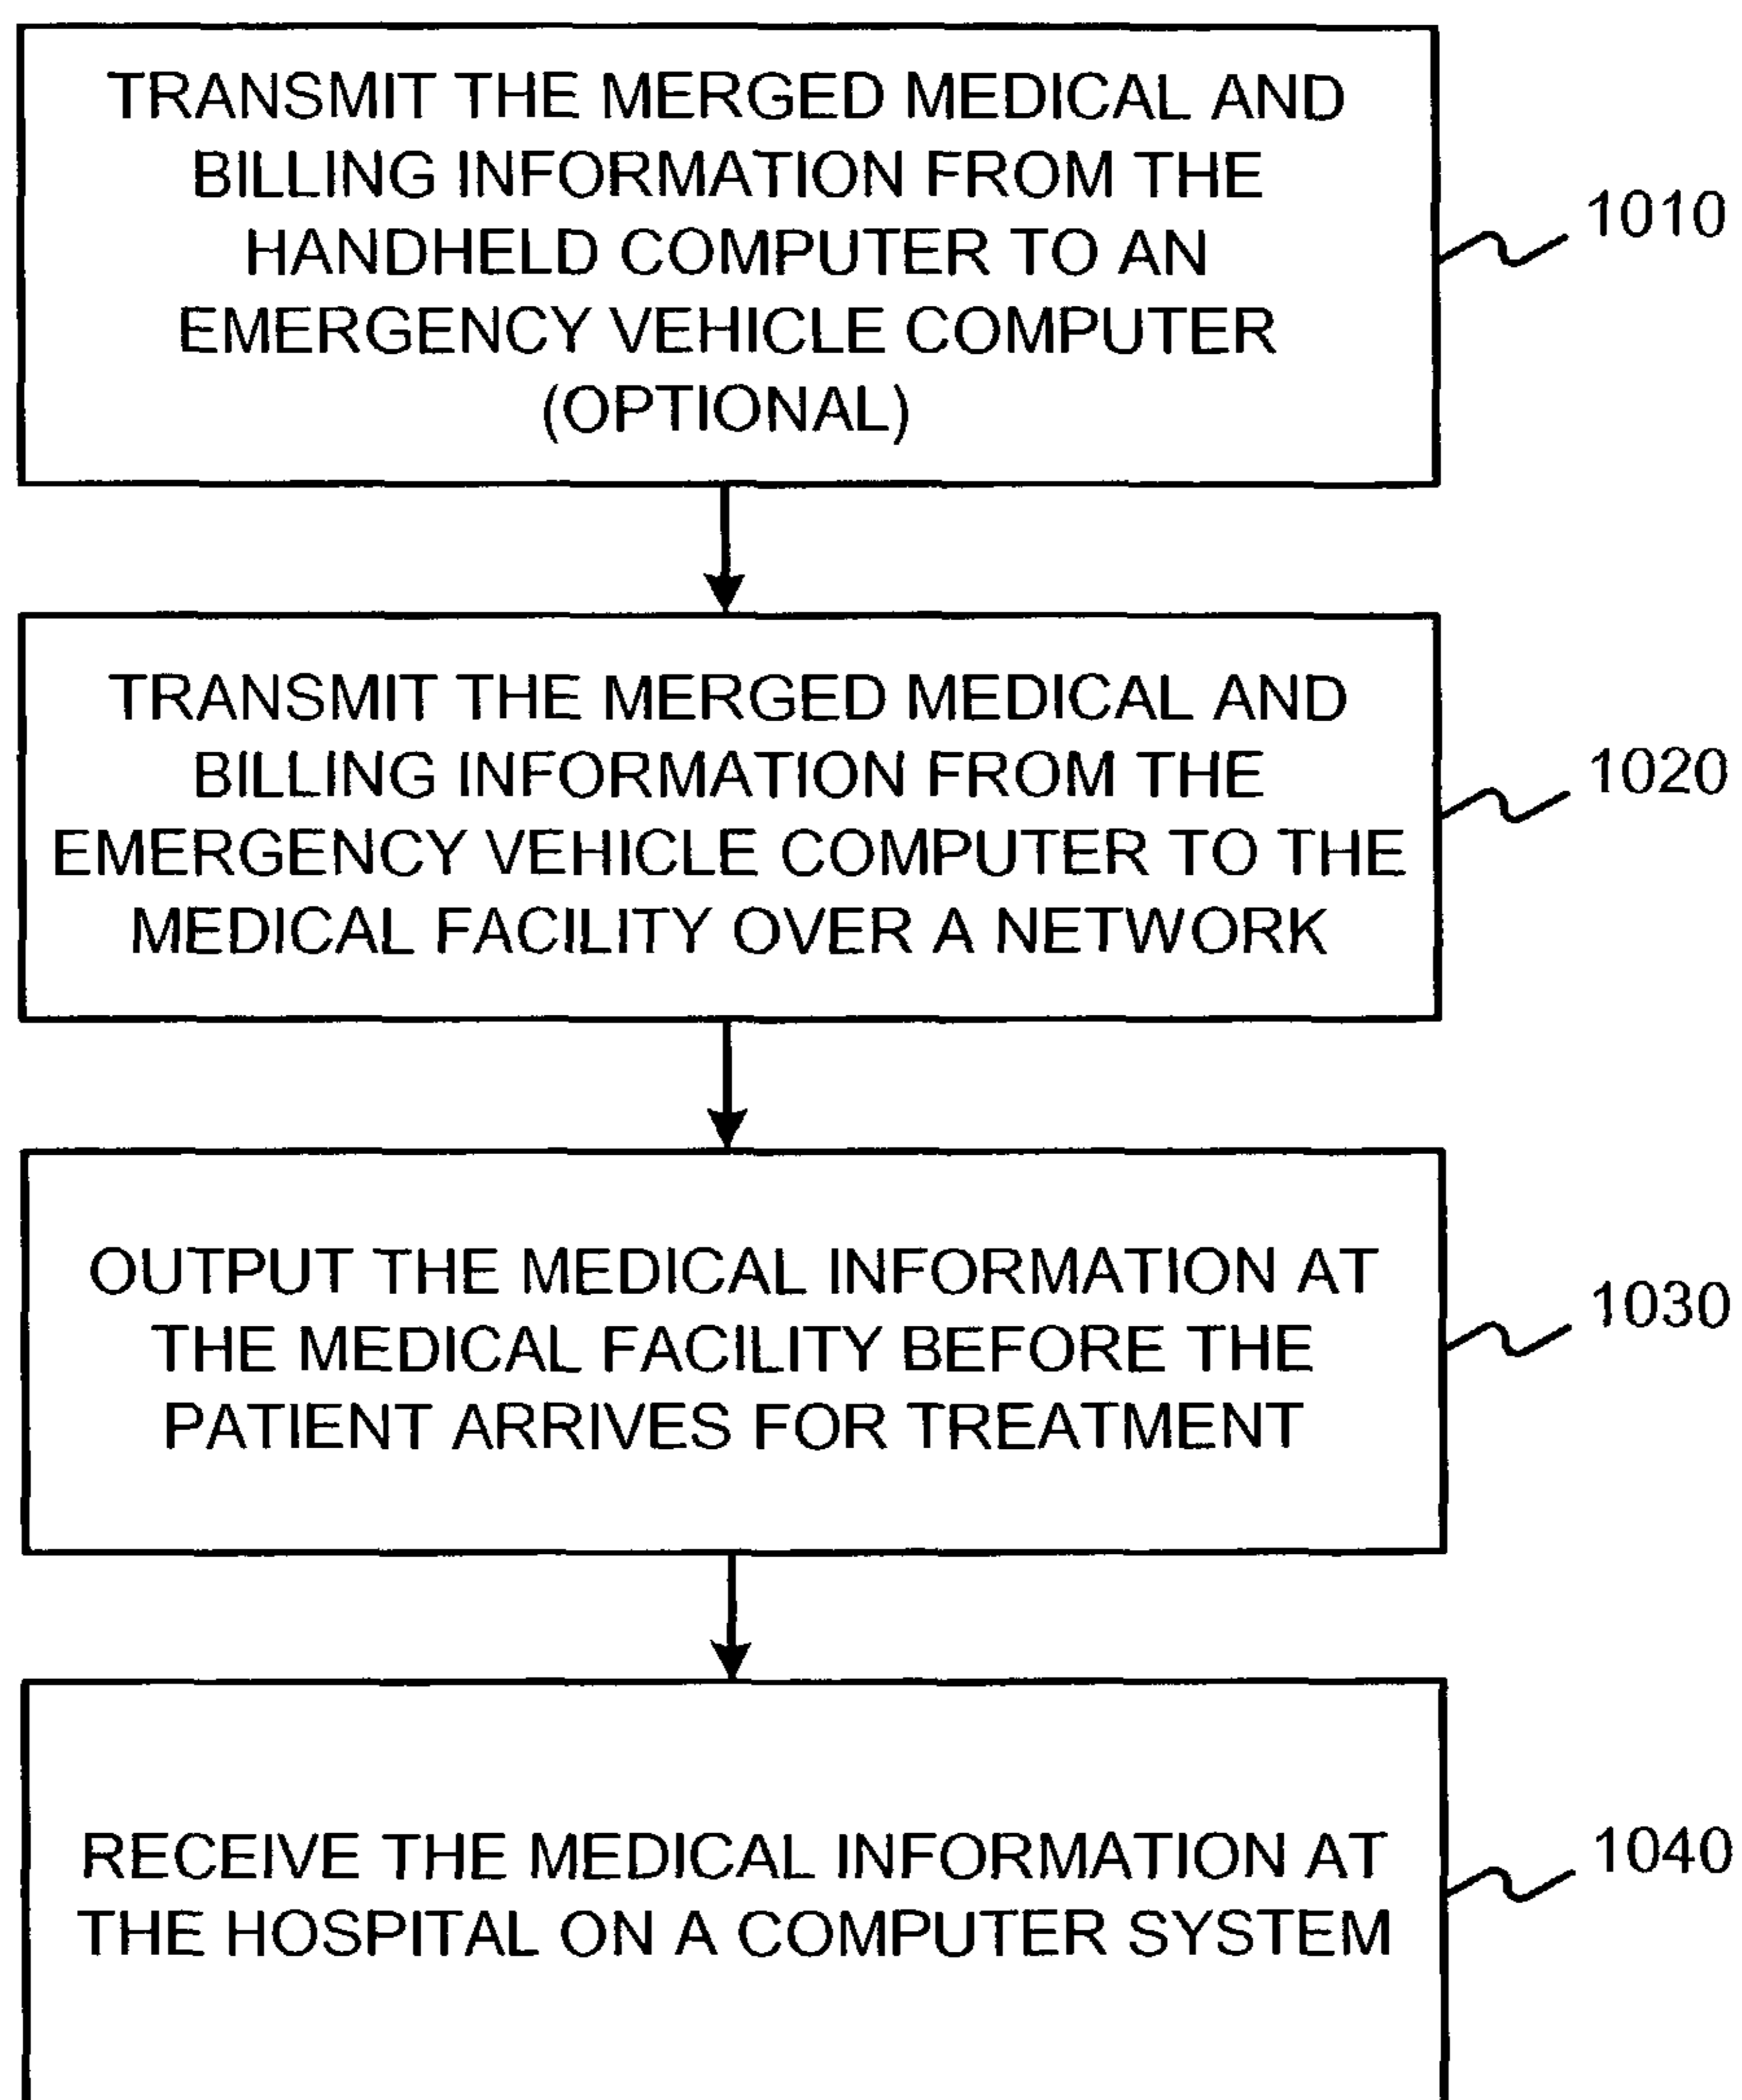 TRANSMIT THE MERGED MEDICAL AND
BILLING INFORMATION FROM THE
HANDHELD COMPUTER TO AN
EMERGENCY VEHICLE COMPUTER
(OPTIONAL)
1010
TRANSMIT THE MERGED MEDICAL AND
BILLING INFORMATION FROM THE
EMERGENCY VEHICLE COMPUTER TO THE
MEDICAL FACILITY OVER A NETWORK
1020
OUTPUT THE MEDICAL INFORMATION AT
THE MEDICAL FACILITY BEFORE THE
PATIENT ARRIVES FOR TREATMENT
1030
RECEIVE THE MEDICAL INFORMATION AT
THE HOSPITAL ON A COMPUTER SYSTEM
1040